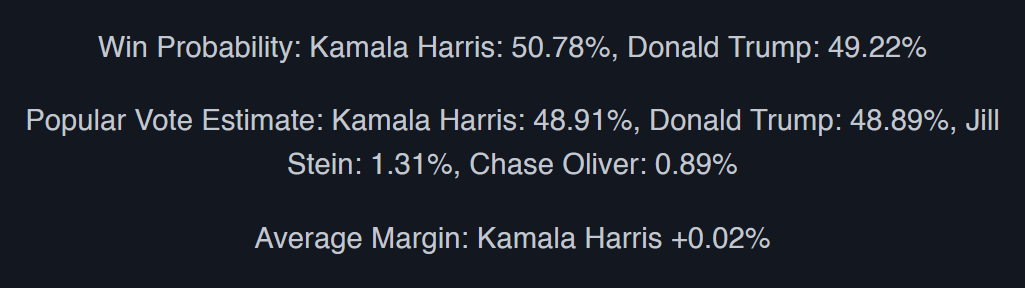 Win Probability: Kamala Harris: 50.78%, Donald Trump: 49.22%
Popular Vote Estimate: Kamala Harris: 48.91%, Donald Trump: 48.89%, Jill
Stein: 1.31%, Chase Oliver: 0.89%
Average Margin: Kamala Harris +0.02%